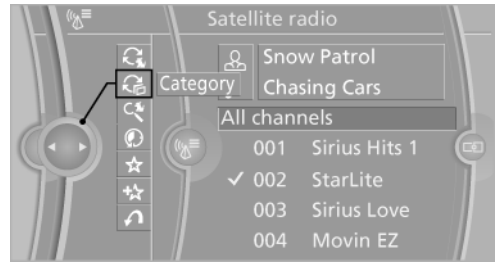 Satellite radio
Snow Patrol
Category
Chasing Cars
All channels
001 Sirius Hits 1
002 StarLite
003 Sirius Love
004 Movin EZ